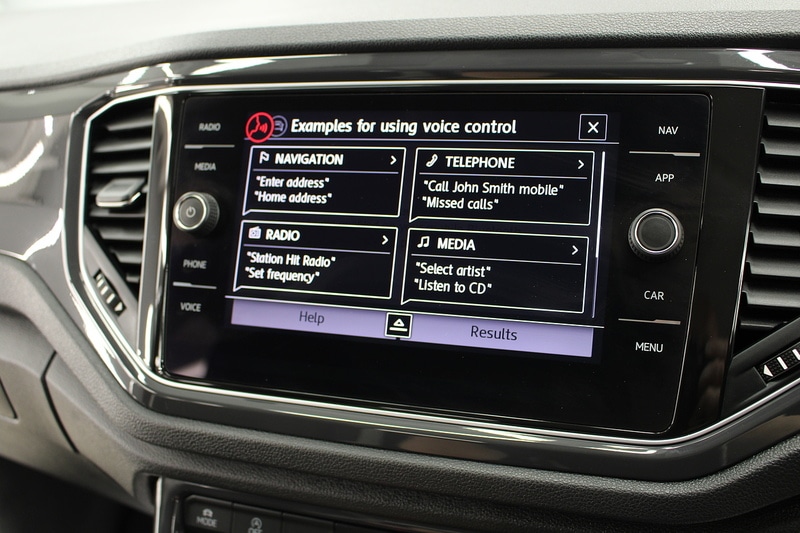 Examples for using voice control
RADIO
MEDIA
PHONE
VOICE
NAVIGATION
"Enter address"
"Home address"
TELEPHONE
"Call John Smith mobile"
"Missed calls"
RADIO
"Station Hit Radio"
"Set frequency"
MEDIA
"Select artist"
"Listen to CD"
Help
Results
NAV
APP
CAR
MENU
MODE